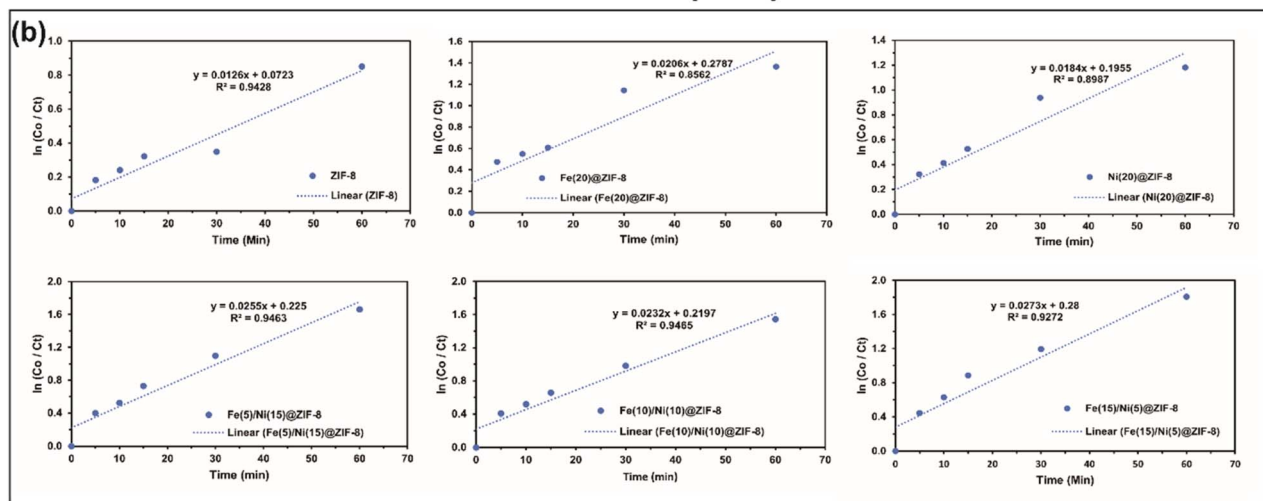 (b)
1.0
0.8
0.6
0.4
0.2
0.0
ln (Co / Ct)
y = 0.0126x + 0.0723
R² = 0.9428
ZIF-8
Linear (ZIF-8)
0 10 20 30 40 50 60 70
Time (Min)
1.6
1.4
1.2
1.0
0.8
0.6
0.4
0.2
0.0
ln (Co / Ct)
y = 0.0206x + 0.2787
R² = 0.8562
Fe(20)@ZIF-8
Linear (Fe(20)@ZIF-8)
0 10 20 30 40 50 60 70
Time (min)
1.4
1.2
1.0
0.8
0.6
0.4
0.2
0.0
ln (Co / Ct)
y = 0.0184x + 0.1955
R² = 0.8987
Ni(20)@ZIF-8
Linear (Ni(20)@ZIF-8)
0 10 20 30 40 50 60 70
Time (min)
2.0
1.6
1.2
0.8
0.4
0.0
ln (Co / Ct)
y = 0.0255x + 0.225
R² = 0.9463
Fe(5)/Ni(15)@ZIF-8
Linear (Fe(5)/Ni(15)@ZIF-8)
0 10 20 30 40 50 60 70
Time (min)
2.0
1.6
1.2
0.8
0.4
0.0
ln (Co / Ct)
y = 0.0232x + 0.2197
R² = 0.9465
Fe(10)/Ni(10)@ZIF-8
Linear (Fe(10)/Ni(10)@ZIF-8)
0 10 20 30 40 50 60 70
Time (min)
2.0
1.6
1.2
0.8
0.4
0.0
ln (Co / Ct)
y = 0.0273x + 0.28
R² = 0.9272
Fe(15)/Ni(5)@ZIF-8
Linear (Fe(15)/Ni(5)@ZIF-8)
0 10 20 30 40 50 60 70
Time (Min)